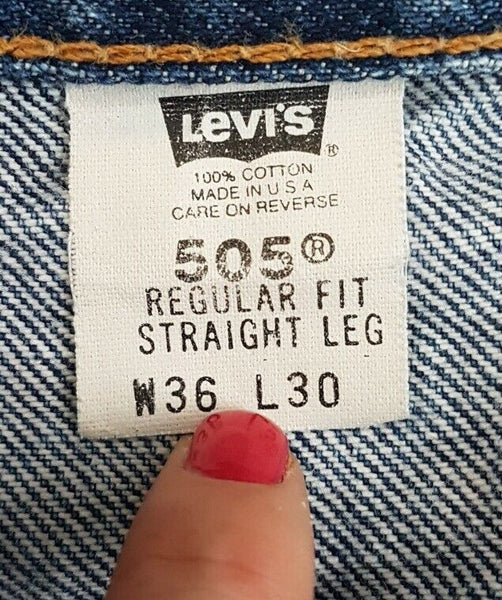 Levi's ®
100% COTTON
MADE IN U S A
CARE ON REVERSE
505®
REGULAR FIT
STRAIGHT LEG
W36 L30